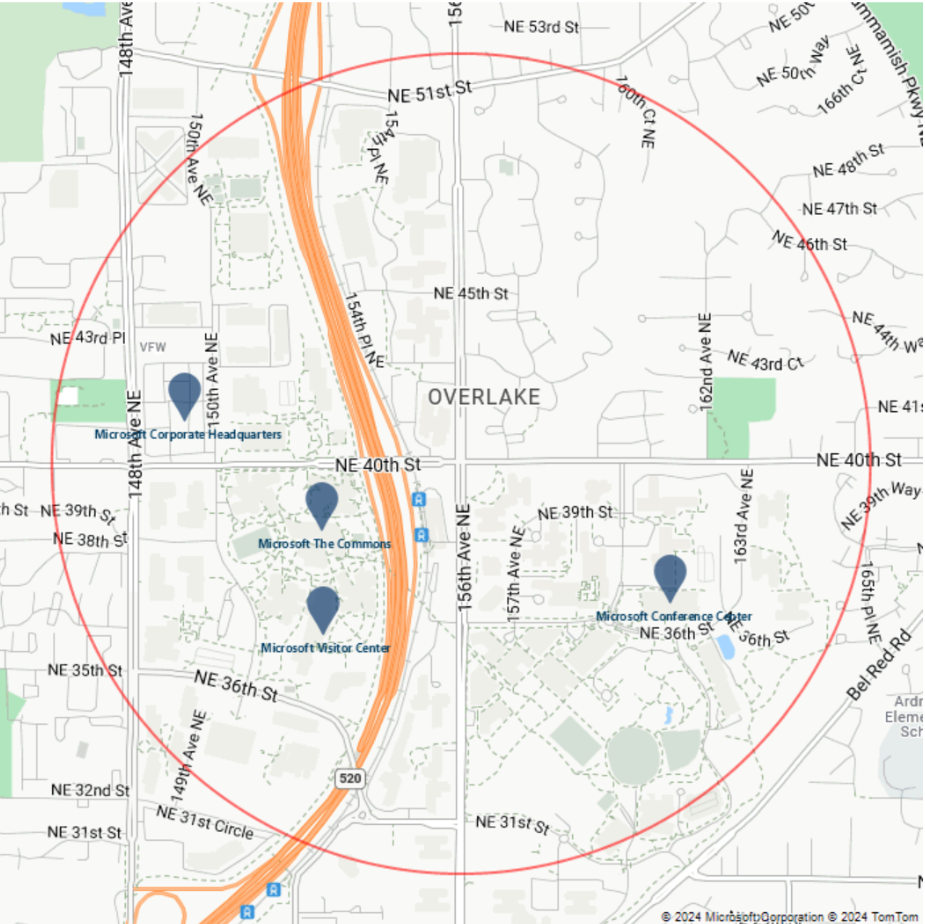 148th Ave
156
NE 53rd St
NE 50
NE 50th Way
166th Ct NE
mmamish Pkwy NE
NE 51st St
160th Ct NE
154th Pl NE
150th Ave NE
NE 48th St
NE 47th St
NE 46th St
NE 45th St
154th Pl NE
NE 43rd Pl
VFW
150th Ave NE
162nd Ave NE
NE 44th Wa
NE 43rd Ct
OVERLAKE
148th Ave NE
NE 41s
Microsoft Corporate Headquarters
NE 40th St
NE 40th St
th St
NE 39th St
NE 39th St
NE 39th Way
163rd Ave NE
NE 38th St
Microsoft The Commons
156th Ave NE
157th Ave NE
165th Pl NE
Microsoft Conference Center
NE 36th St
NE 36th St
Microsoft Visitor Center
NE 35th St
NE 36th St
Bel Red Rd
Ardm
Eleme
Sch
149th Ave NE
520
NE 32nd St
NE 31st St
NE 31st Circle
NE 31st St
© 2024 Microsoft Corporation © 2024 TomTom